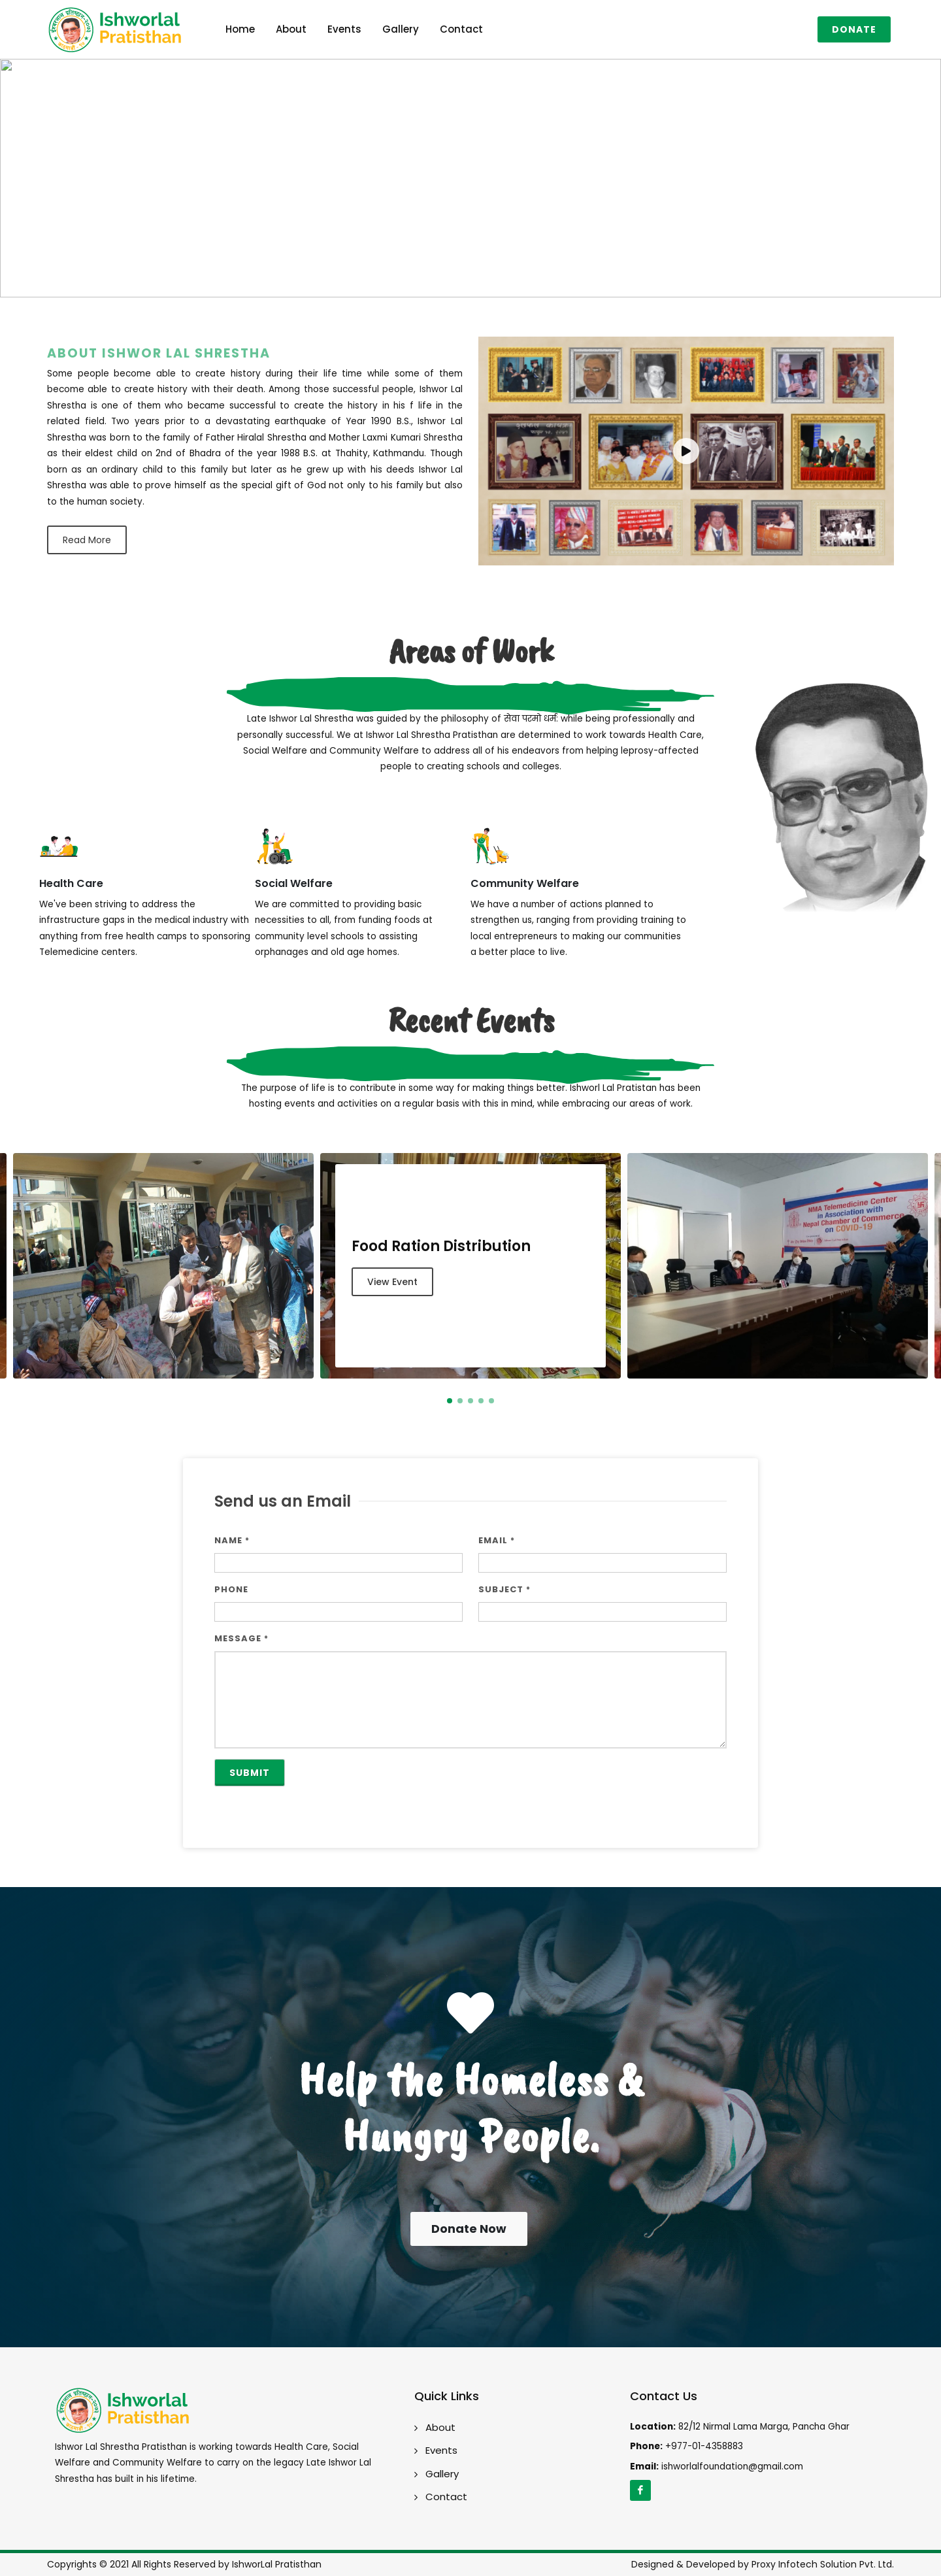 Ishworlal
Pratisthan
Home About Events Gallery Contact
DONATE
ABOUT ISHWOR LAL SHRESTHA
Some people become able to create history during their life time while some of them
become able to create history with their death. Among those successful people, Ishwor Lal
Shrestha is one of them who became successful to create the history in his f life in the
related field. Two years prior to a devastating earthquake of Year 1990 B.S., Ishwor Lal
Shrestha was born to the family of Father Hiralal Shrestha and Mother Laxmi Kumari Shrestha
as their eldest child on 2nd of Bhadra of the year 1988 B.S. at Thahity, Kathmandu. Though
born as an ordinary child to this family but later as he grew up with his deeds Ishwor Lal
Shrestha was able to prove himself as the special gift of God not only to his family but also
to the human society.
Read More
Areas of Work
Late Ishwor Lal Shrestha was guided by the philosophy of सेवा परमो धर्म: while being professionally and
personally successful. We at Ishwor Lal Shrestha Pratisthan are determined to work towards Health Care,
Social Welfare and Community Welfare to address all of his endeavors from helping leprosy-affected
people to creating schools and colleges.
Health Care
We've been striving to address the
infrastructure gaps in the medical industry with
anything from free health camps to sponsoring
Telemedicine centers.
Social Welfare
We are committed to providing basic
necessities to all, from funding foods at
community level schools to assisting
orphanages and old age homes.
Community Welfare
We have a number of actions planned to
strengthen us, ranging from providing training to
local entrepreneurs to making our communities
a better place to live.
Recent Events
The purpose of life is to contribute in some way for making things better. Ishworl Lal Pratistan has been
hosting events and activities on a regular basis with this in mind, while embracing our areas of work.
Food Ration Distribution
View Event
NMA Telemedicine Center
in Association with
Nepal Chamber of Commerce
on COVID-19
Send us an Email
NAME *
EMAIL *
PHONE
SUBJECT *
MESSAGE *
SUBMIT
Help the Homeless &
Hungry People.
Donate Now
Ishworlal
Pratisthan
Ishwor Lal Shrestha Pratisthan is working towards Health Care, Social
Welfare and Community Welfare to carry on the legacy Late Ishwor Lal
Shrestha has built in his lifetime.
Quick Links
About
Events
Gallery
Contact
Contact Us
Location: 82/12 Nirmal Lama Marga, Pancha Ghar
Phone: +977-01-4358883
Email: ishworlalfoundation@gmail.com
Copyrights © 2021 All Rights Reserved by IshworLal Pratisthan
Designed & Developed by Proxy Infotech Solution Pvt. Ltd.